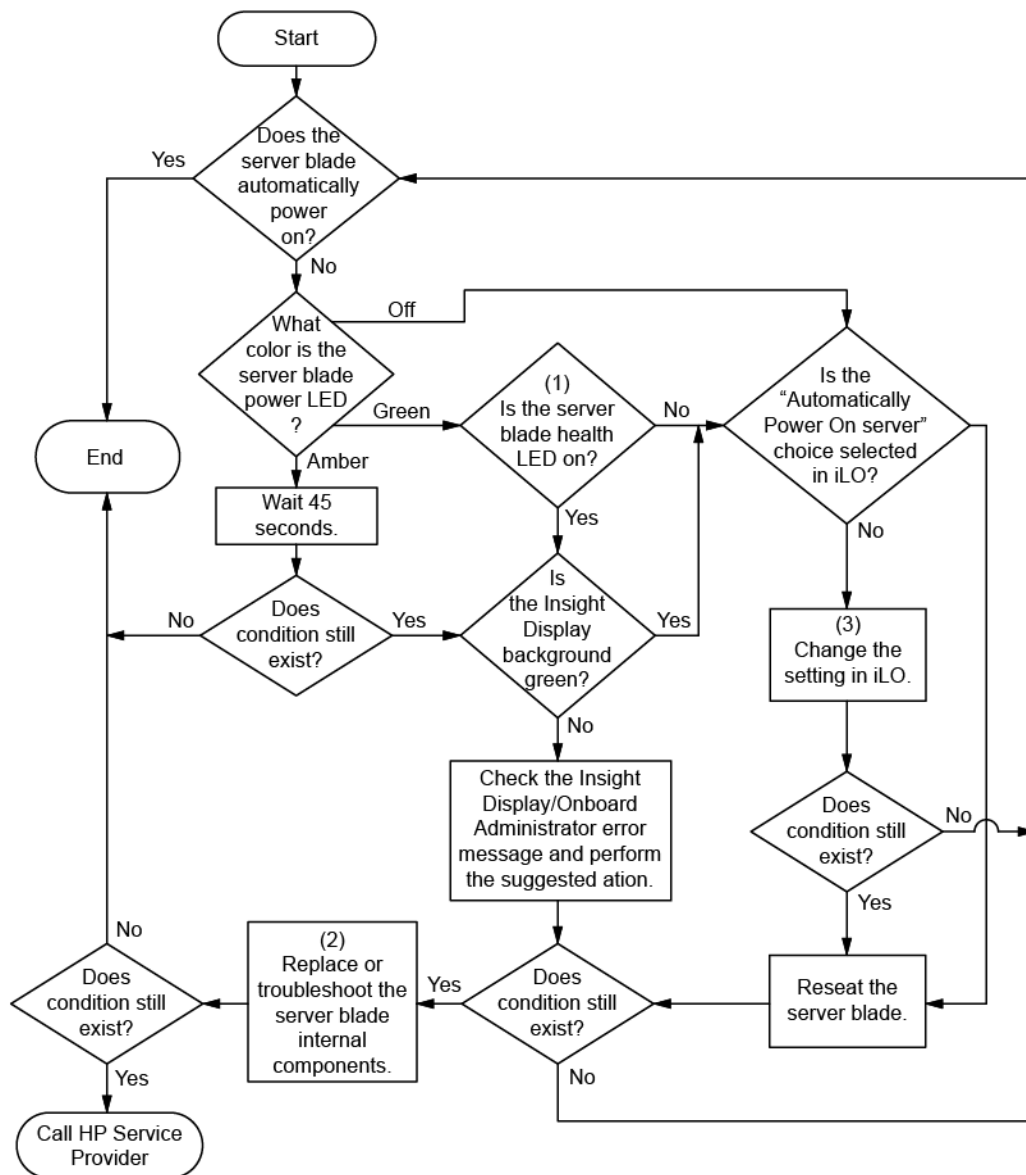 Start
Does the
server blade
automatically
power
on?
Yes
No
What
color is the
server blade
power LED
?
Off
Green
Amber
(1)
Is the server
blade health
LED on?
No
Yes
Is the
“Automatically
Power On server”
choice selected
in iLO?
No
End
Wait 45
seconds.
Does
condition still
exist?
No
Yes
Is
the Insight
Display
background
green?
Yes
No
(3)
Change the
setting in iLO.
Check the Insight
Display/Onboard
Administrator error
message and perform
the suggested ation.
Does
condition still
exist?
No
Yes
Reseat the
server blade.
Does
condition still
exist?
Yes
No
(2)
Replace or
troubleshoot the
server blade
internal
components.
Does
condition still
exist?
No
Yes
Call HP Service
Provider